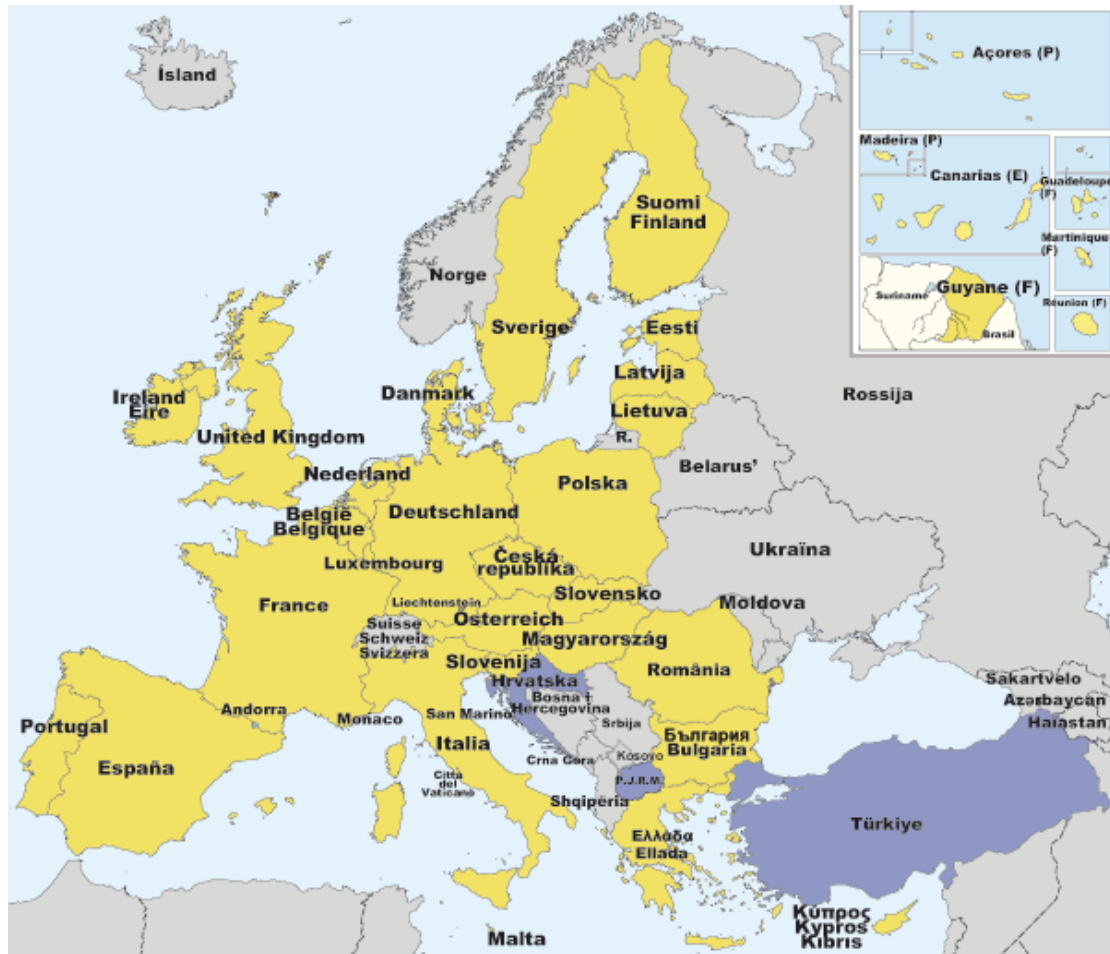 Ísland
Açores (P)
Madeira (P)
Canarias (E)
Guadeloupe
(F)
Martinique
(F)
Suriname
Guyane (F)
Brasil
Réunion (F)
Suomi
Finland
Norge
Sverige
Eesti
Latvija
Lietuva
R.
Rossija
Danmark
Ireland
Éire
United Kingdom
Nederland
Belarus’
Polska
België
Belgique
Deutschland
Luxembourg
Česká
republika
Ukraïna
Slovensko
Liechtenstein
France
Österreich
Moldova
Suisse
Schweiz
Svizzera
Magyarország
Slovenija
România
Hrvatska
Bosna i
Hercegovina
Sakartvelo
Azərbaycan
Haiastan
Andorra
Monaco
San Marino
Srbija
Portugal
España
Italia
България
Bulgaria
Crna Gora
Kosovo
P.J.R.M.
Città
del
Vaticano
Shqipëria
Türkiye
Ελλάδα
Ellada
Malta
Κύπρος
Kypros
Kıbrıs